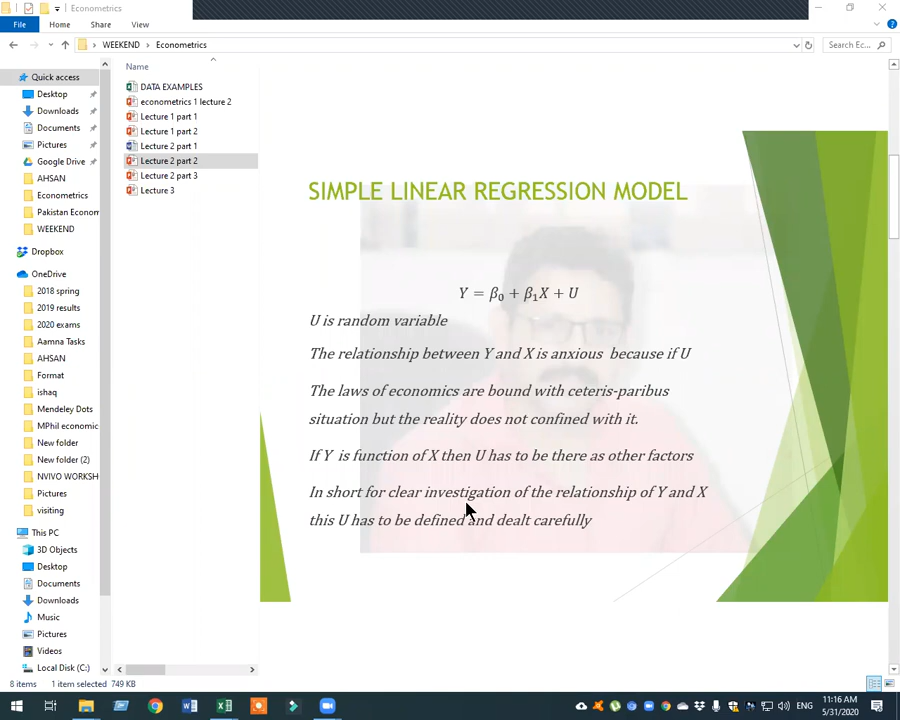 Econometrics
File Home Share View
WEEKEND Econometrics Search Ec...
Quick access
Desktop
Downloads
Documents
Pictures
Google Drive
AHSAN
Econometrics
Pakistan Econom
WEEKEND
Dropbox
OneDrive
2018 spring
2019 results
2020 exams
Aamna Tasks
AHSAN
Format
ishaq
Mendeley Dots
MPhil economic
New folder
New folder (2)
NVIVO WORKSH
Pictures
visiting
This PC
3D Objects
Desktop
Documents
Downloads
Music
Pictures
Videos
Local Disk (C:)
Name
DATA EXAMPLES
econometrics 1 lecture 2
Lecture 1 part 1
Lecture 1 part 2
Lecture 2 part 1
Lecture 2 part 2
Lecture 2 part 3
Lecture 3
SIMPLE LINEAR REGRESSION MODEL
Y = β₀ + β₁X + U
U is random variable
The relationship between Y and X is anxious because if U
The laws of economics are bound with ceteris-paribus
situation but the reality does not confined with it.
If Y is function of X then U has to be there as other factors
In short for clear investigation of the relationship of Y and X
this U has to be defined and dealt carefully
8 items 1 item selected 749 KB
ENG
11:16 AM
5/31/2020